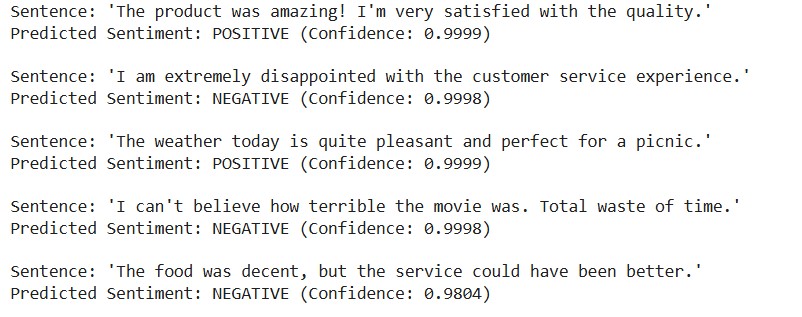 Sentence: 'The product was amazing! I'm very satisfied with the quality.'
Predicted Sentiment: POSITIVE (Confidence: 0.9999)
Sentence: 'I am extremely disappointed with the customer service experience.'
Predicted Sentiment: NEGATIVE (Confidence: 0.9998)
Sentence: 'The weather today is quite pleasant and perfect for a picnic.'
Predicted Sentiment: POSITIVE (Confidence: 0.9999)
Sentence: 'I can't believe how terrible the movie was. Total waste of time.'
Predicted Sentiment: NEGATIVE (Confidence: 0.9998)
Sentence: 'The food was decent, but the service could have been better.'
Predicted Sentiment: NEGATIVE (Confidence: 0.9804)